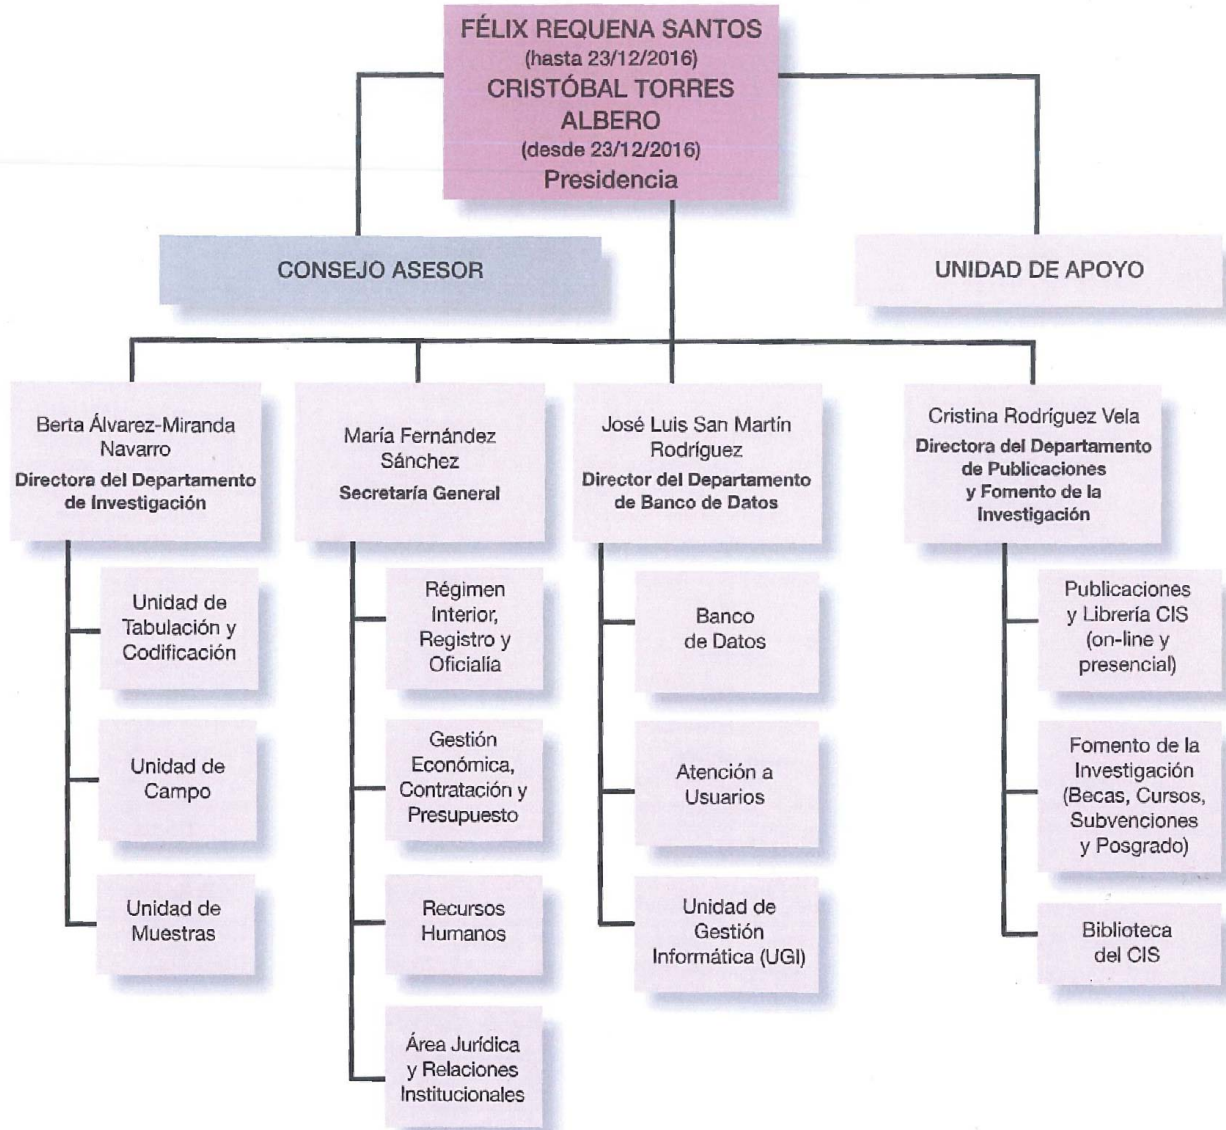 FÉLIX REQUENA SANTOS
(hasta 23/12/2016)
CRISTÓBAL TORRES
ALBERO
(desde 23/12/2016)
Presidencia
CONSEJO ASESOR
UNIDAD DE APOYO
Berta Álvarez-Miranda
Navarro
Directora del Departamento
de Investigación
Unidad de
Tabulación y
Codificación
Unidad de
Campo
Unidad de
Muestras
María Fernández
Sánchez
Secretaría General
Régimen
Interior,
Registro y
Oficialía
Gestión
Económica,
Contratación y
Presupuesto
Recursos
Humanos
Área Jurídica
y Relaciones
Institucionales
José Luis San Martín
Rodríguez
Director del Departamento
de Banco de Datos
Banco
de Datos
Atención a
Usuarios
Unidad de
Gestión
Informática (UGI)
Cristina Rodríguez Vela
Directora del Departamento
de Publicaciones
y Fomento de la
Investigación
Publicaciones
y Librería CIS
(on-line y
presencial)
Fomento de la
Investigación
(Becas, Cursos,
Subvenciones
y Posgrado)
Biblioteca
del CIS